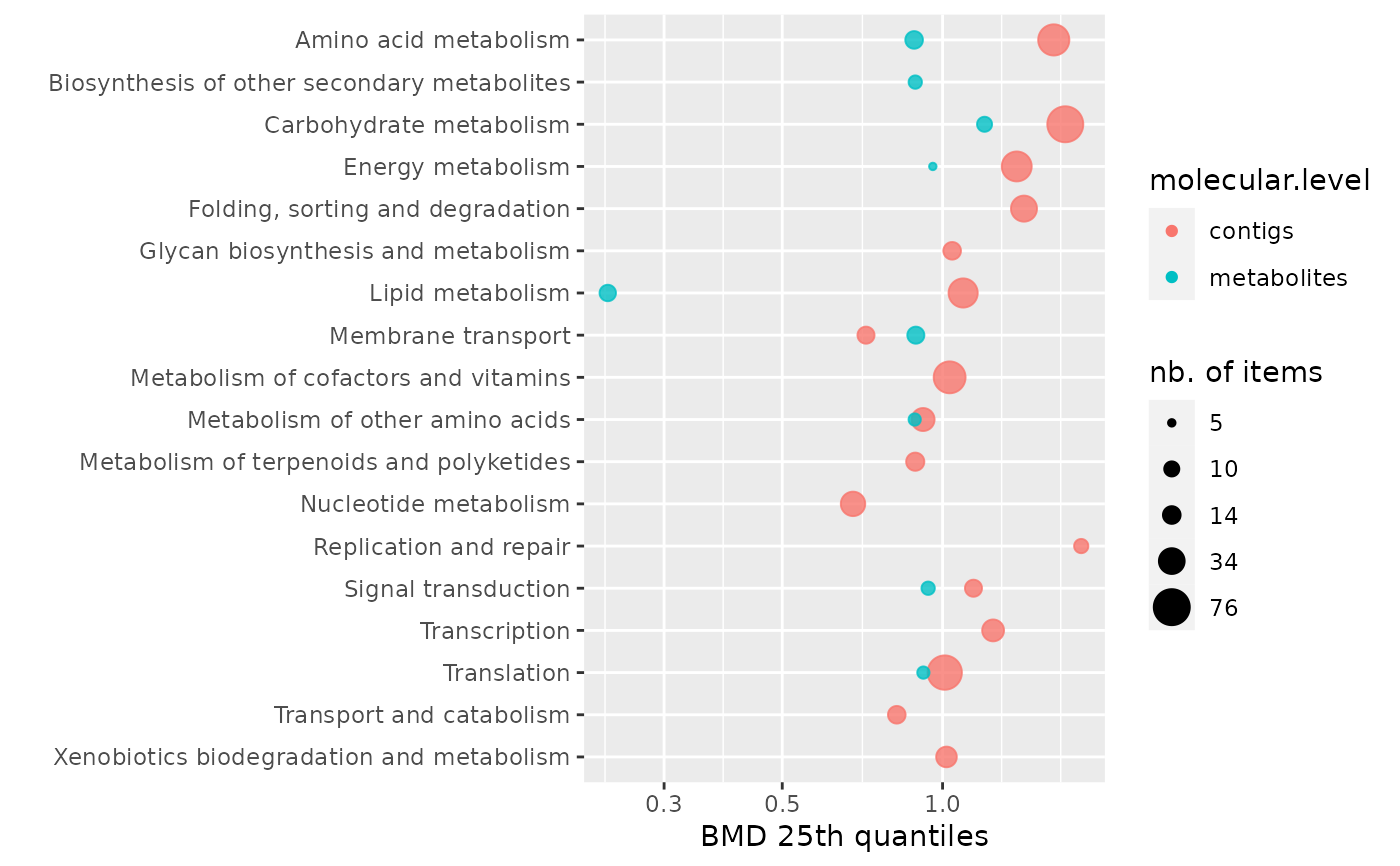 Amino acid metabolism
Biosynthesis of other secondary metabolites
Carbohydrate metabolism
Energy metabolism
Folding, sorting and degradation
Glycan biosynthesis and metabolism
Lipid metabolism
Membrane transport
Metabolism of cofactors and vitamins
Metabolism of other amino acids
Metabolism of terpenoids and polyketides
Nucleotide metabolism
Replication and repair
Signal transduction
Transcription
Translation
Transport and catabolism
Xenobiotics biodegradation and metabolism
0.3 0.5 1.0
BMD 25th quantiles
molecular.level
contigs
metabolites
nb. of items
5
10
14
34
76